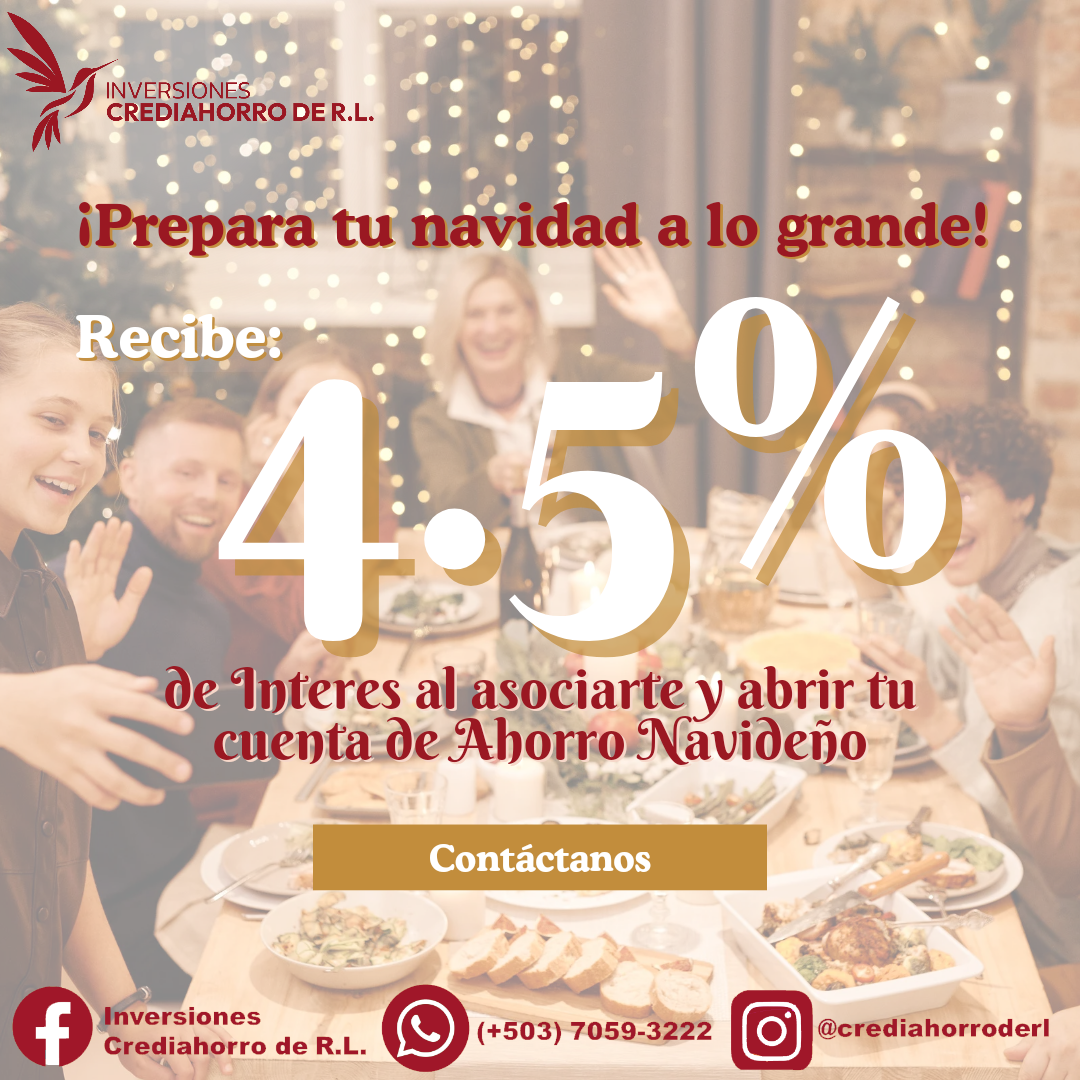 INVERSIONES
CREDIAHORRO DE R.L.
¡Prepara tu navidad a lo grande!
Recibe:
4.5%
de Interes al asociarte y abrir tu
cuenta de Ahorro Navideño
Contáctanos
Inversiones
Crediahorro de R.L.
(+503) 7059-3222
@crediahorroderl